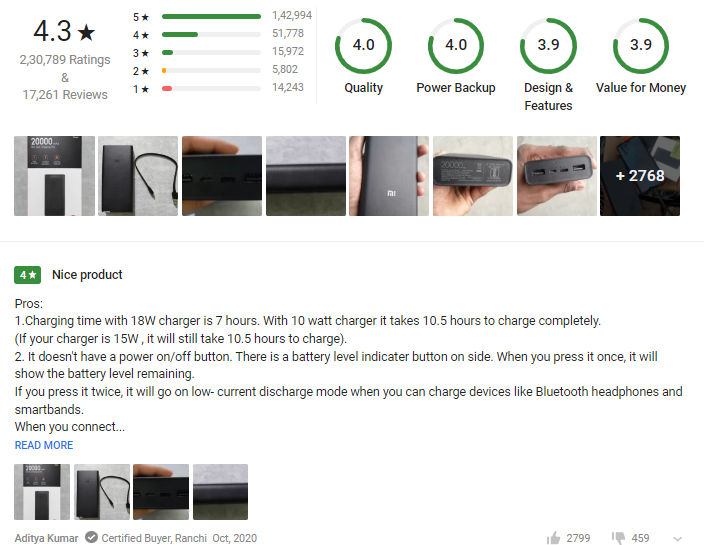 4.3 ★
2,30,789 Ratings
&
17,261 Reviews
5 ★ 1,42,994
4 ★ 51,778
3 ★ 15,972
2 ★ 5,802
1 ★ 14,243
4.0
Quality
4.0
Power Backup
3.9
Design &
Features
3.9
Value for Money
20000
mi
20000
+ 2768
4 ★ Nice product
Pros:
1.Charging time with 18W charger is 7 hours. With 10 watt charger it takes 10.5 hours to charge completely.
(If your charger is 15W , it will still take 10.5 hours to charge).
2. It doesn't have a power on/off button. There is a battery level indicater button on side. When you press it once, it will
show the battery level remaining.
If you press it twice, it will go on low- current discharge mode when you can charge devices like Bluetooth headphones and
smartbands.
When you connect...
READ MORE
20000
Aditya Kumar Certified Buyer, Ranchi Oct, 2020
2799
459